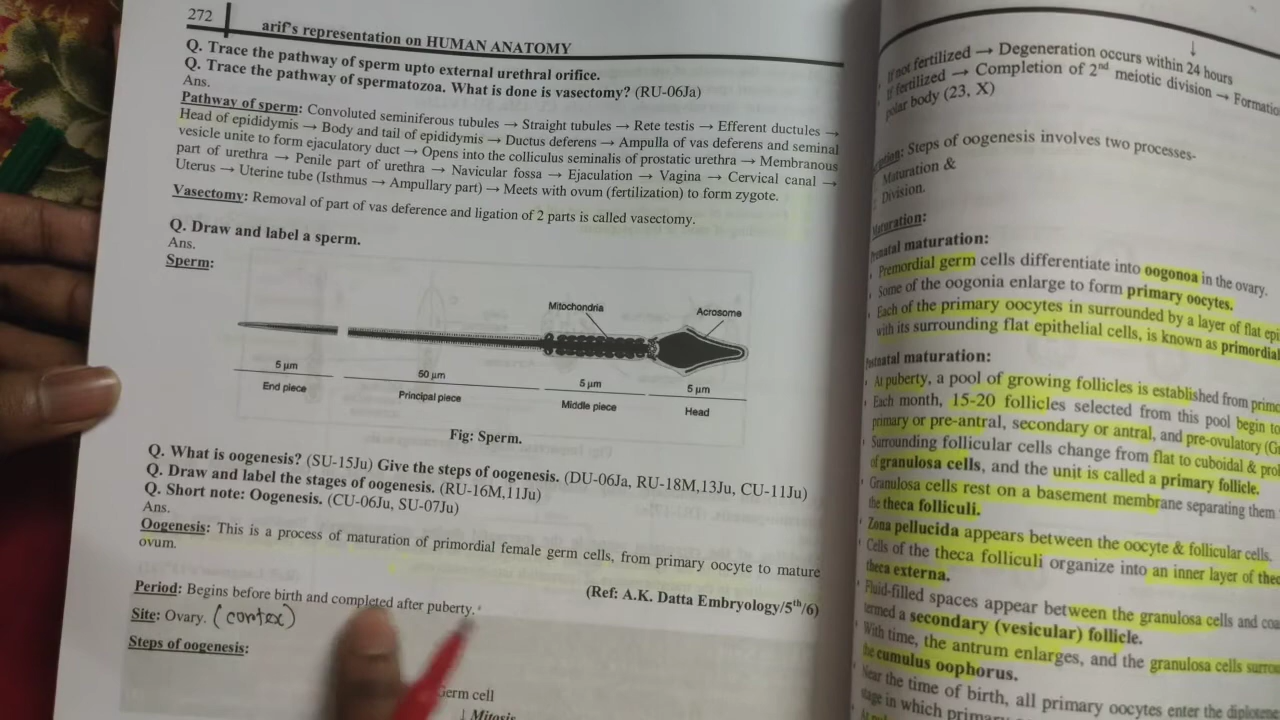 272
arif's representation on HUMAN ANATOMY
Q. Trace the pathway of sperm upto external urethral orifice.
Q. Trace the pathway of spermatozoa. What is done is vasectomy? (RU-06Ja)
Ans.
Pathway of sperm: Convoluted seminiferous tubules → Straight tubules → Rete testis → Efferent ductules →
Head of epididymis → Body and tail of epididymis → Ductus deferens → Ampulla of vas deferens and seminal
vesicle unite to form ejaculatory duct → Opens into the colliculus seminalis of prostatic urethra → Membranous
part of urethra → Penile part of urethra → Navicular fossa → Ejaculation → Vagina → Cervical canal →
Uterus → Uterine tube (Isthmus → Ampullary part) → Meets with ovum (fertilization) to form zygote.
Vasectomy: Removal of part of vas deference and ligation of 2 parts is called vasectomy.
Q. Draw and label a sperm.
Ans.
Sperm:
Mitochondria
Acrosome
5 μm
50 μm
5 μm
5 μm
End piece
Principal piece
Middle piece
Head
Fig: Sperm.
Q. What is oogenesis? (SU-15Ju) Give the steps of oogenesis. (DU-06Ja, RU-18M,13Ju, CU-11Ju)
Q. Draw and label the stages of oogenesis. (RU-16M,11Ju)
Q. Short note: Oogenesis. (CU-06Ju, SU-07Ju)
Ans.
Oogenesis: This is a process of maturation of primordial female germ cells, from primary oocyte to mature
ovum.
(Ref: A.K. Datta Embryology/5th/6)
Period: Begins before birth and completed after puberty.
Site: Ovary. (cortex)
Steps of oogenesis:
Germ cell
↓ Mitosis
↓
If not fertilized → Degeneration occurs within 24 hours
If fertilized → Completion of 2nd meiotic division →
polar body (23, X)
Steps of oogenesis involves two processes-
Maturation &
Division.
Maturation:
Prenatal maturation:
Premordial germ cells differentiate into oogonoa in the ovary.
Some of the oogonia enlarge to form primary oocytes.
Each of the primary oocytes in surrounded by a layer of flat
with its surrounding flat epithelial cells, is known as
Postnatal maturation:
At puberty, a pool of growing follicles is established from
Each month, 15-20 follicles selected from this pool begin to
primary or pre-antral, secondary or antral, and pre-ovulatory
Surrounding follicular cells change from flat to cuboidal &
of granulosa cells, and the unit is called a primary follicle.
Granulosa cells rest on a basement membrane separating them
the theca folliculi.
Zona pellucida appears between the oocyte & follicular cells.
Cells of the theca folliculi organize into an inner layer of
theca externa.
Fluid-filled spaces appear between the granulosa cells and
termed a secondary (vesicular) follicle.
With time, the antrum enlarges, and the granulosa cells
the cumulus oophorus.
Near the time of birth, all primary oocytes enter the
stage in which